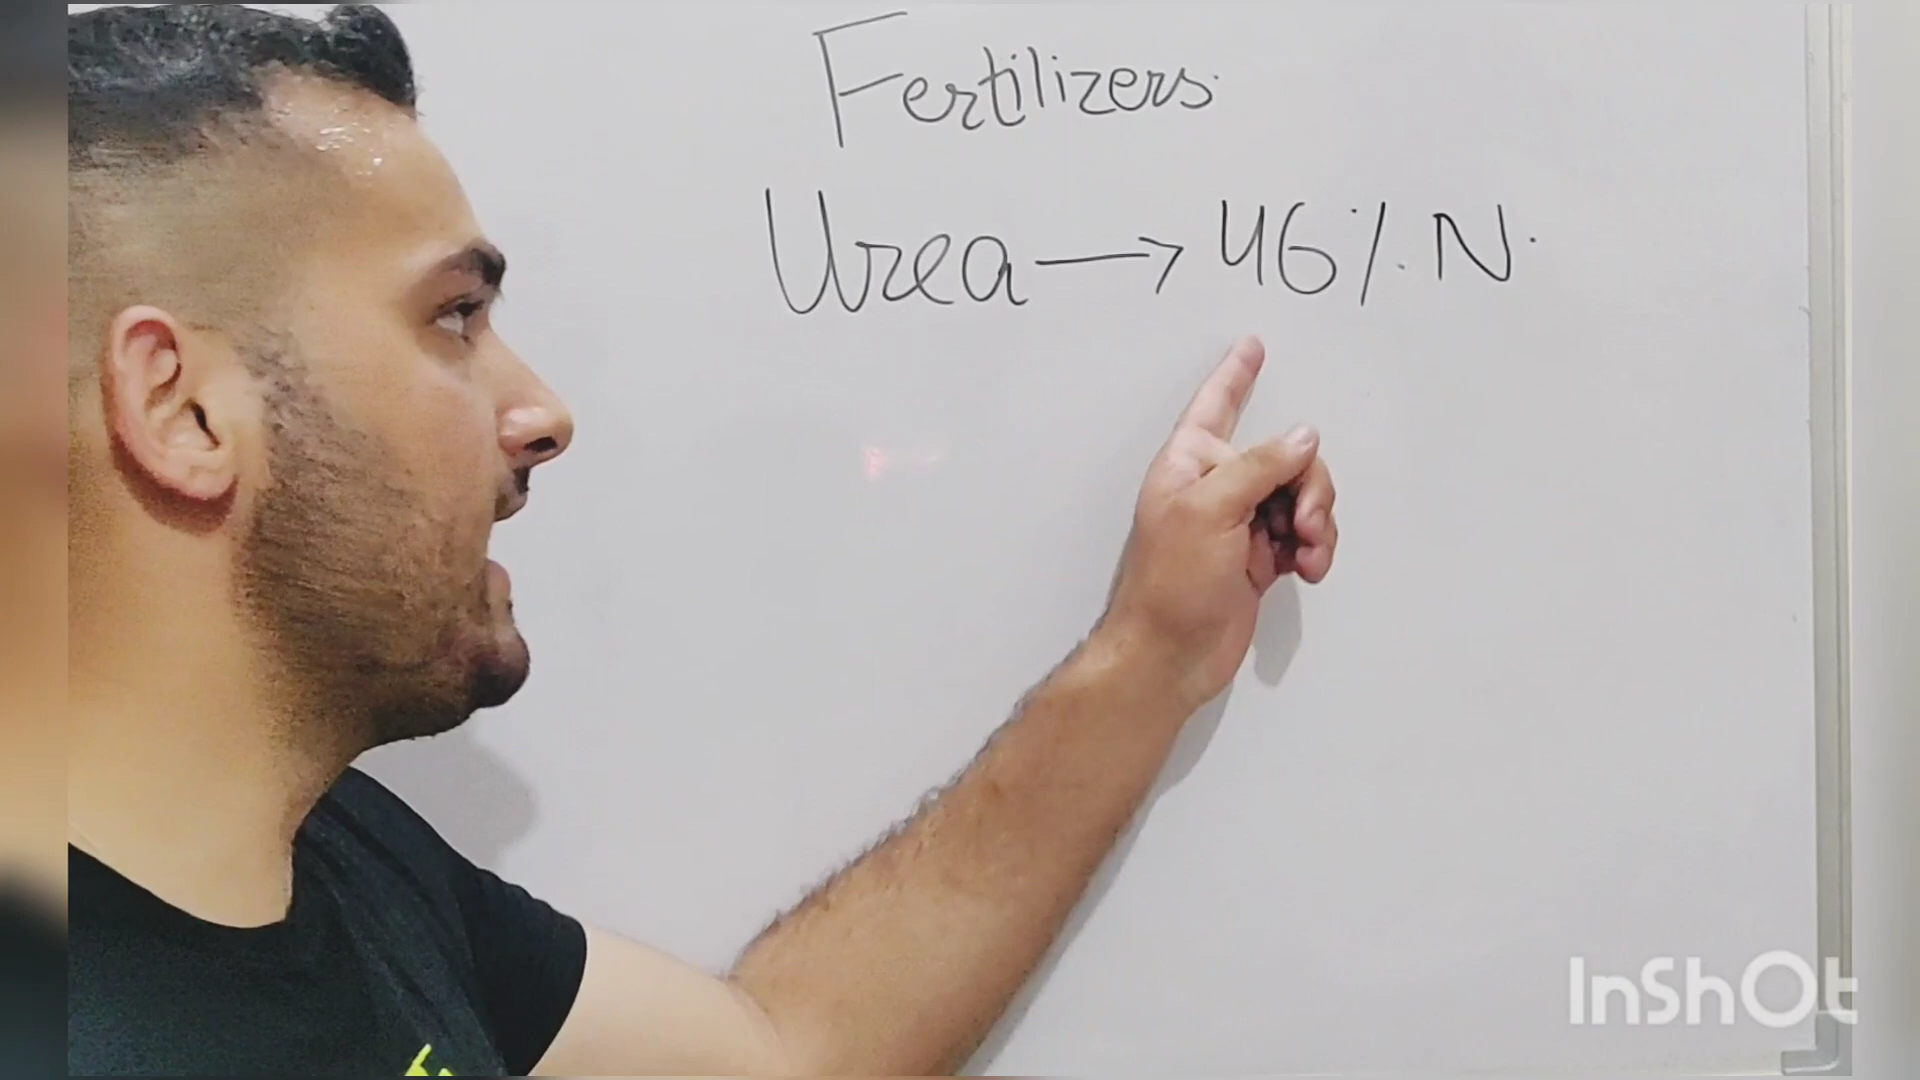 Fertilizers.
Urea → 46% N.
InShOt